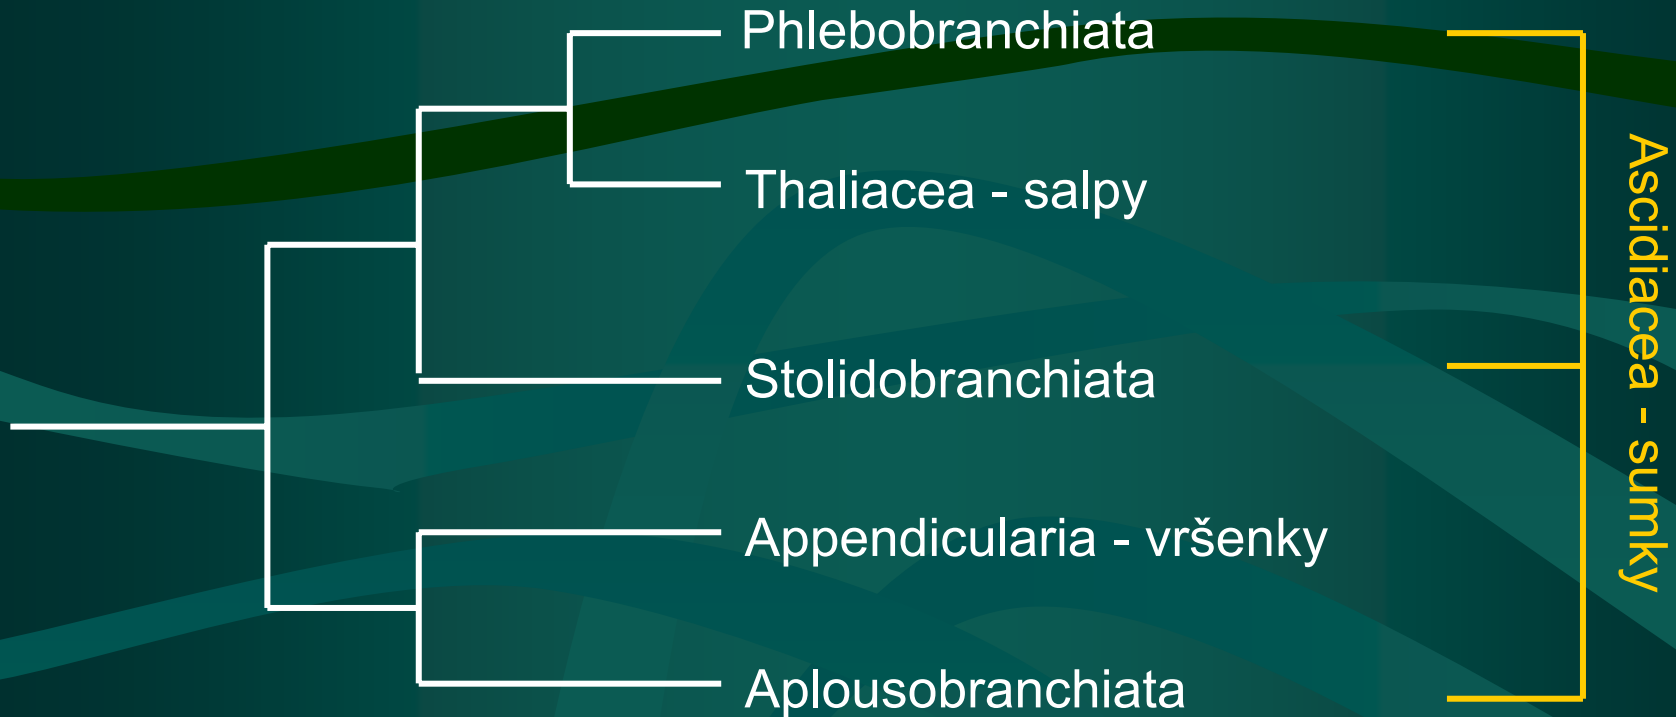 Phlebobranchiata
Thaliacea - salpy
Stolidobranchiata
Appendicularia - vršenky
Aplousobranchiata
Ascidiacea - sumky